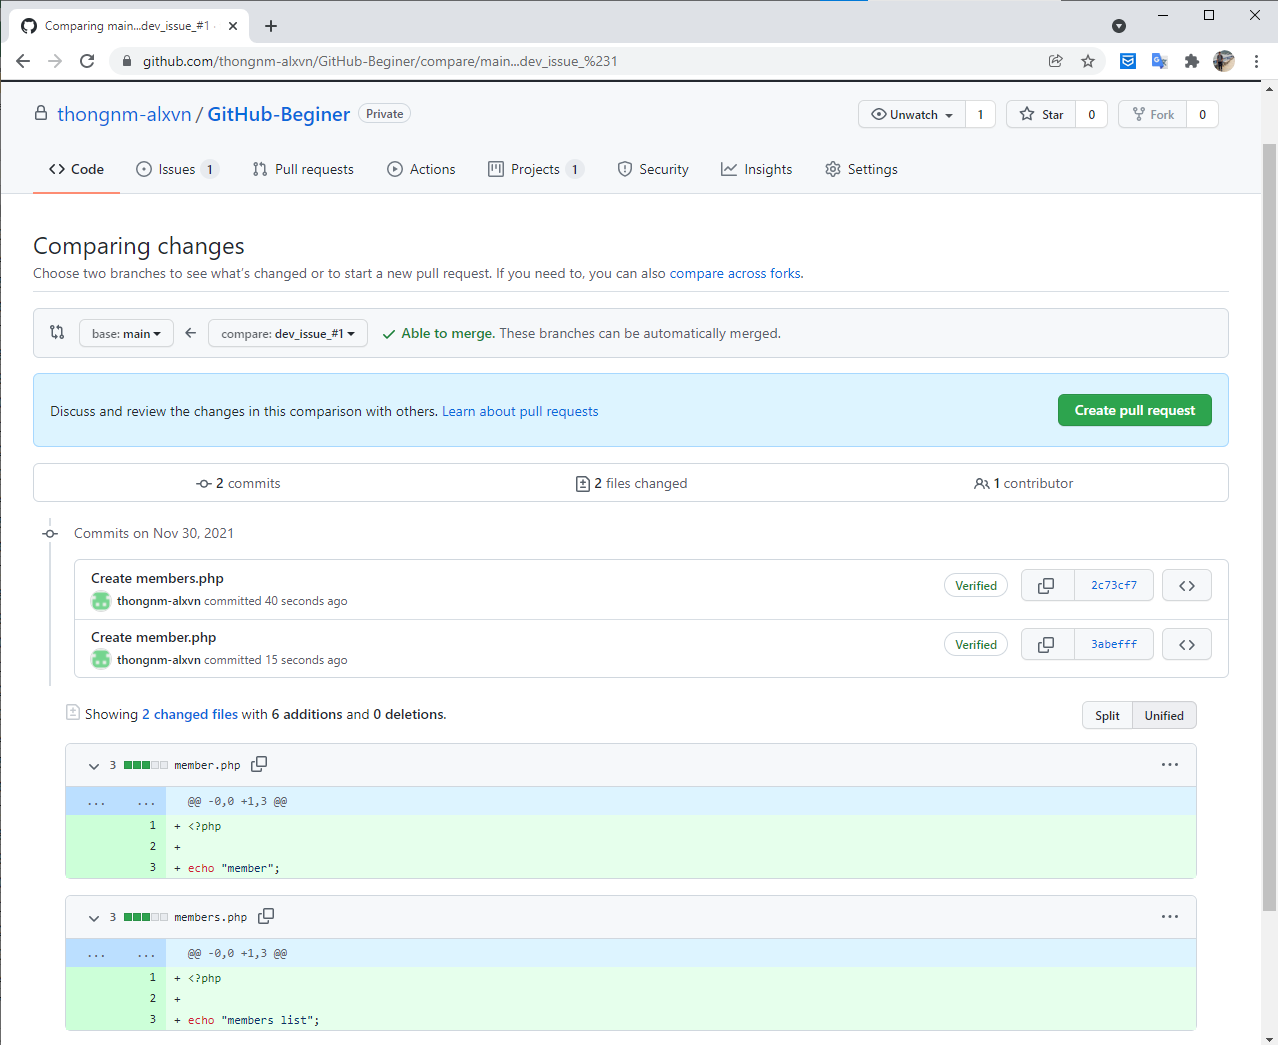 Comparing main...dev_issue_#1
github.com/thongnm-alxvn/GitHub-Beginer/compare/main...dev_issue_%231
thongnm-alxvn / GitHub-Beginer Private Unwatch 1 Star 0 Fork 0
Code Issues 1 Pull requests Actions Projects 1 Security Insights Settings
Comparing changes
Choose two branches to see what's changed or to start a new pull request. If you need to, you can also compare across forks.
base: main compare: dev_issue_#1 Able to merge. These branches can be automatically merged.
Discuss and review the changes in this comparison with others. Learn about pull requests Create pull request
2 commits 2 files changed 1 contributor
Commits on Nov 30, 2021
Create members.php
thongnm-alxvn committed 40 seconds ago Verified 2c73cf7
Create member.php
thongnm-alxvn committed 15 seconds ago Verified 3abefff
Showing 2 changed files with 6 additions and 0 deletions. Split Unified
3 member.php ...
... ... @@ -0,0 +1,3 @@
1 + <?php
2 +
3 + echo "member";
3 members.php ...
... ... @@ -0,0 +1,3 @@
1 + <?php
2 +
3 + echo "members list";